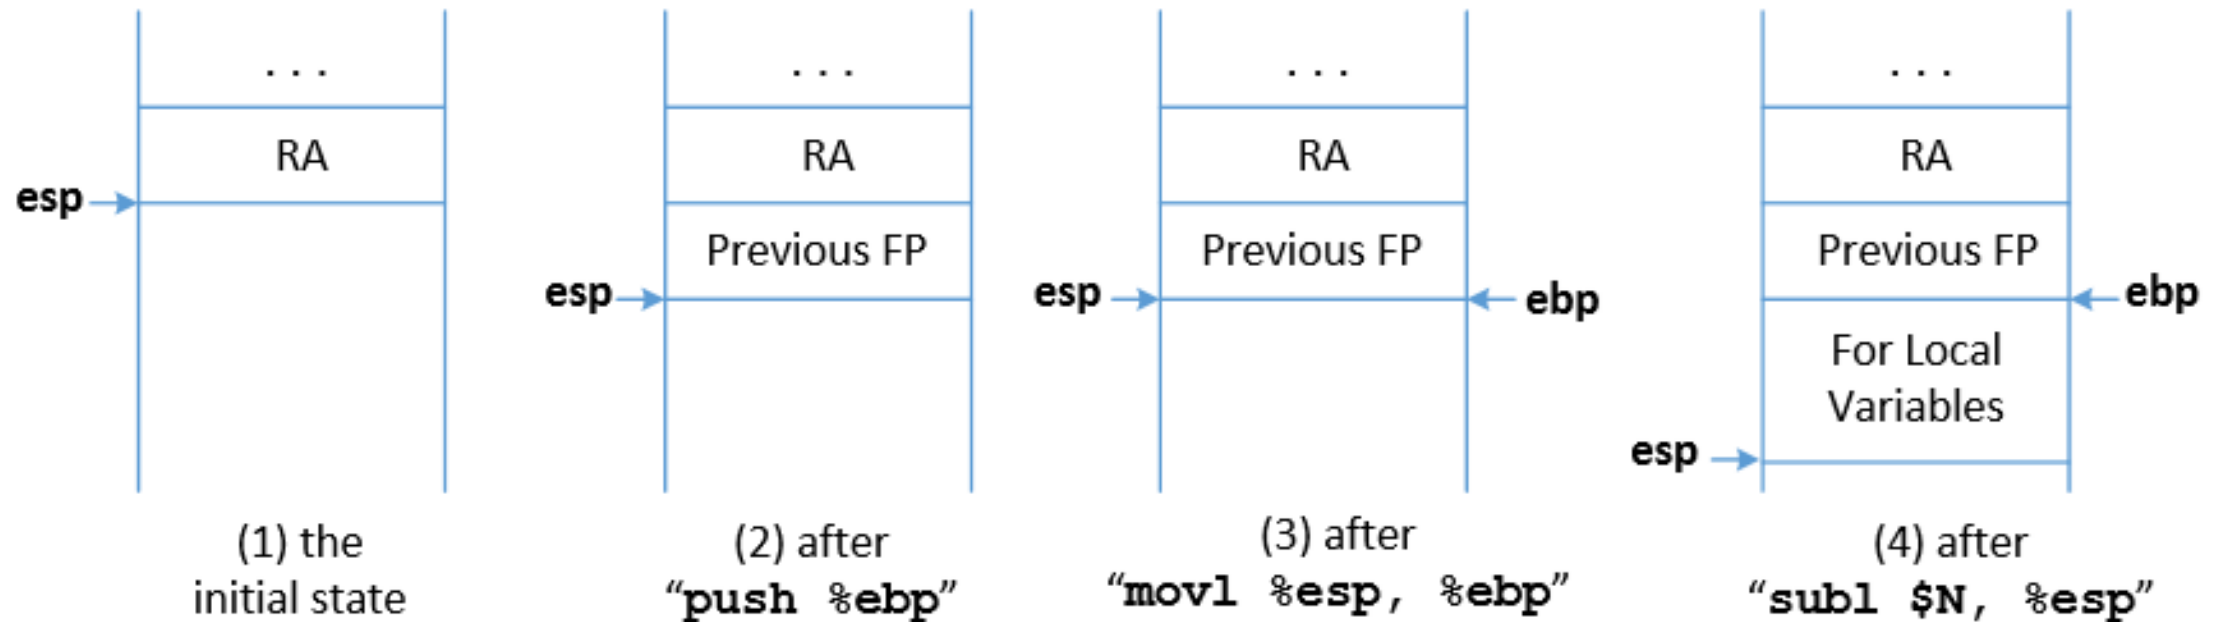 . . .
RA
esp
(1) the
initial state
. . .
RA
Previous FP
esp
(2) after
“push %ebp”
. . .
RA
Previous FP
esp
ebp
(3) after
“movl %esp, %ebp”
. . .
RA
Previous FP
ebp
For Local
Variables
esp
(4) after
“subl $N, %esp”